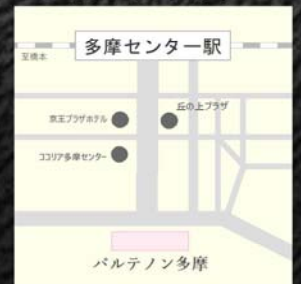 多摩センター駅
至橋本
丘の上プラザ
京王プラザホテル
ココリア多摩センター
パルテノン多摩